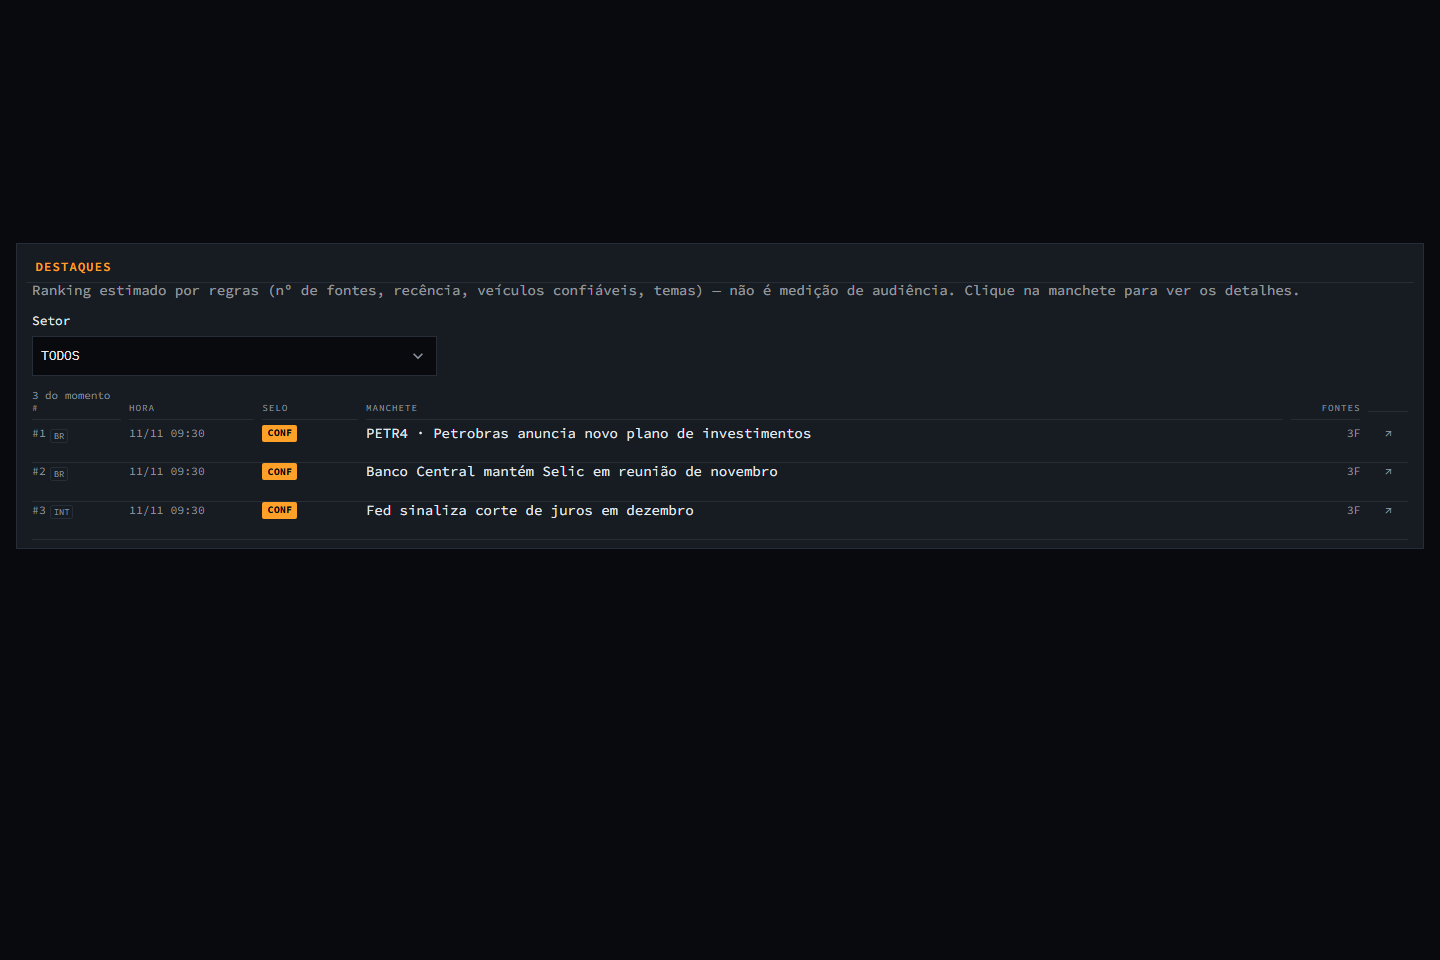 DESTAQUES
Ranking estimado por regras (nº de fontes, recência, veículos confiáveis, temas) — não é medição de audiência. Clique na manchete para ver os detalhes.
Setor
TODOS
3 do momento
# HORA SELO MANCHETE FONTES
#1 BR 11/11 09:30 CONF PETR4 · Petrobras anuncia novo plano de investimentos 3F ↗
#2 BR 11/11 09:30 CONF Banco Central mantém Selic em reunião de novembro 3F ↗
#3 INT 11/11 09:30 CONF Fed sinaliza corte de juros em dezembro 3F ↗